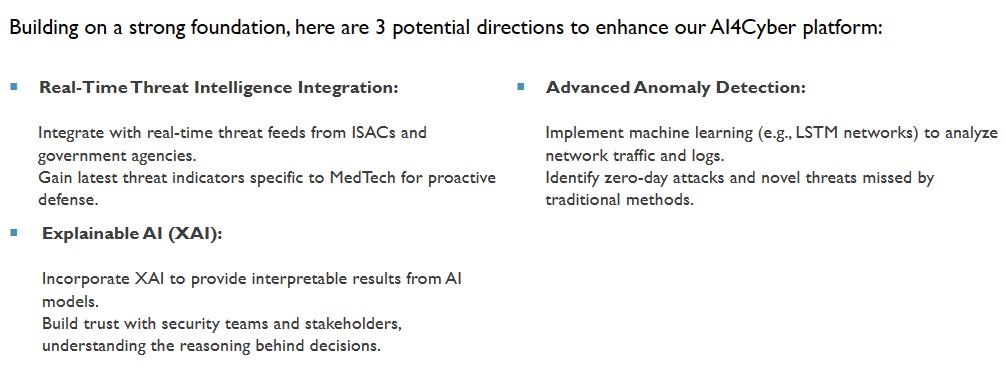 Building on a strong foundation, here are 3 potential directions to enhance our AI4Cyber platform:
Real-Time Threat Intelligence Integration:
Integrate with real-time threat feeds from ISACs and
government agencies.
Gain latest threat indicators specific to MedTech for proactive
defense.
Explainable AI (XAI):
Incorporate XAI to provide interpretable results from AI
models.
Build trust with security teams and stakeholders,
understanding the reasoning behind decisions.
Advanced Anomaly Detection:
Implement machine learning (e.g., LSTM networks) to analyze
network traffic and logs.
Identify zero-day attacks and novel threats missed by
traditional methods.